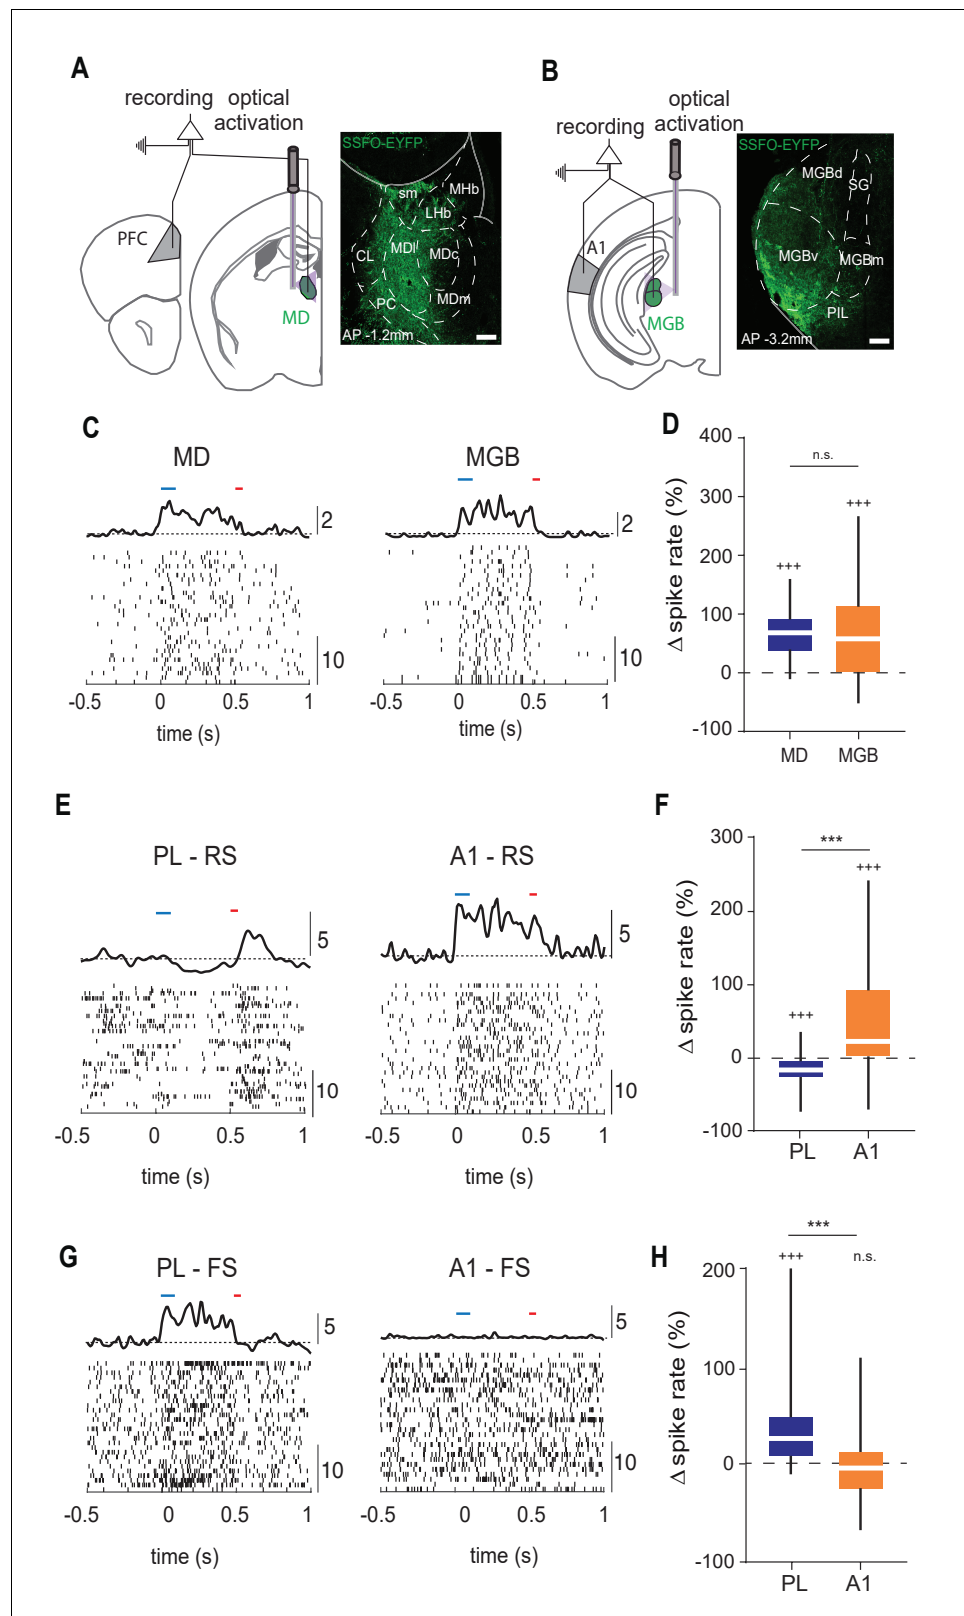 A
recording
optical
activation
PFC
MD
SSFO-EYFP
sm
MHb
LHb
MDl
CL
MDc
PC
MDm
AP -1.2mm
B
recording
optical
activation
A1
MGB
SSFO-EYFP
MGBd
SG
MGBv
MGBm
PIL
AP -3.2mm
C
MD
2
10
-0.5 0 0.5 1
time (s)
MGB
2
10
-0.5 0 0.5 1
time (s)
D
400
300
200
100
0
-100
Δ spike rate (%)
n.s.
+++
+++
MD MGB
E
PL - RS
5
10
-0.5 0 0.5 1
time (s)
A1 - RS
5
10
-0.5 0 0.5 1
time (s)
F
300
200
100
0
-100
Δ spike rate (%)
***
+++
+++
PL A1
G
PL - FS
5
10
-0.5 0 0.5 1
time (s)
A1 - FS
5
10
-0.5 0 0.5 1
time (s)
H
200
100
0
-100
Δ spike rate (%)
***
+++
n.s.
PL A1